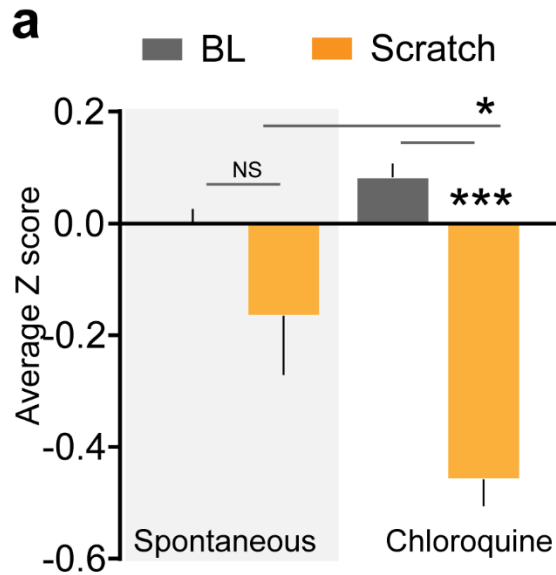 a
BL Scratch
Average Z score
0.2
0.0
-0.2
-0.4
-0.6
NS
*
***
Spontaneous Chloroquine